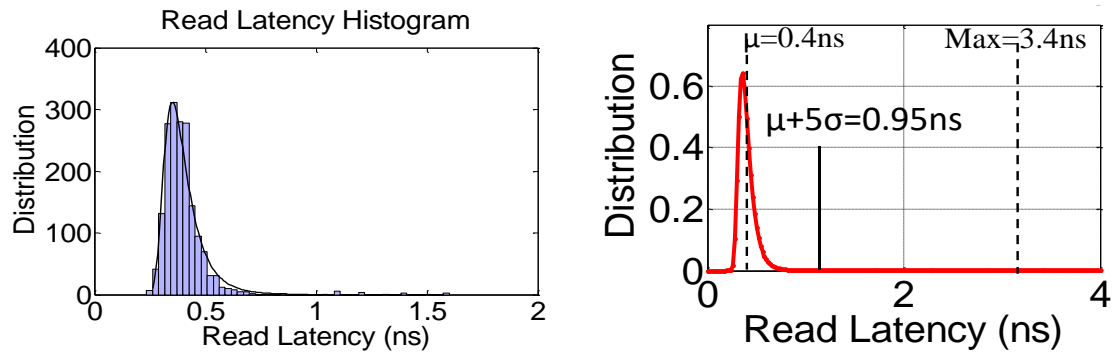 Read Latency Histogram
400
300
200
100
0
Distribution
0 0.5 1 1.5 2
Read Latency (ns)
μ=0.4ns Max=3.4ns
μ+5σ=0.95ns
0.6
0.4
0.2
0
Distribution
0 2 4
Read Latency (ns)